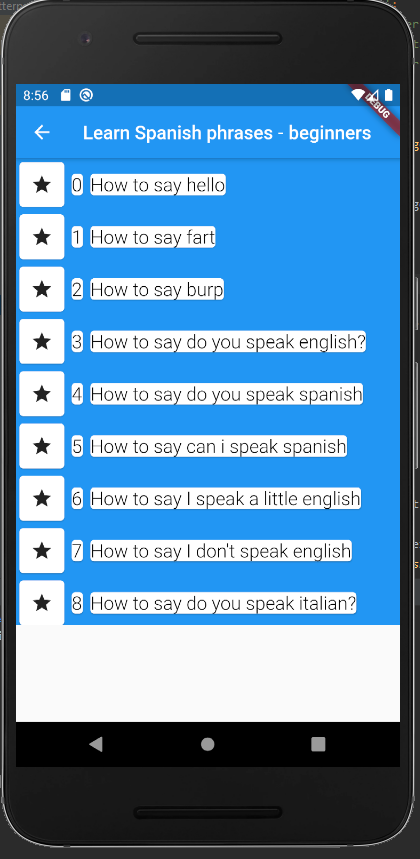 8:56
DEBUG
Learn Spanish phrases - beginners
0 How to say hello
1 How to say fart
2 How to say burp
3 How to say do you speak english?
4 How to say do you speak spanish
5 How to say can i speak spanish
6 How to say I speak a little english
7 How to say I don't speak english
8 How to say do you speak italian?